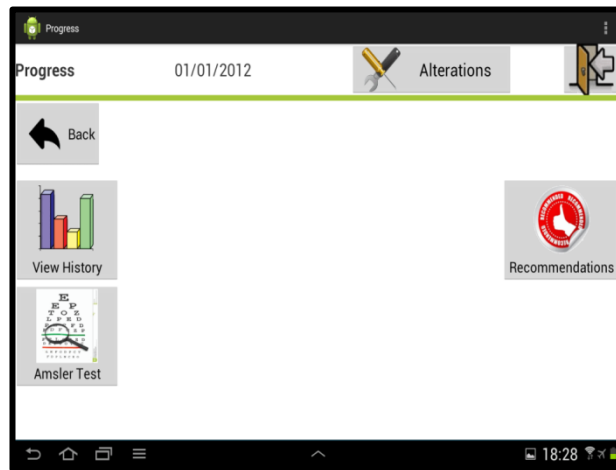 Progress
Progress 01/01/2012 Alterations
Back
View History
Recommendations
Amsler Test
18:28